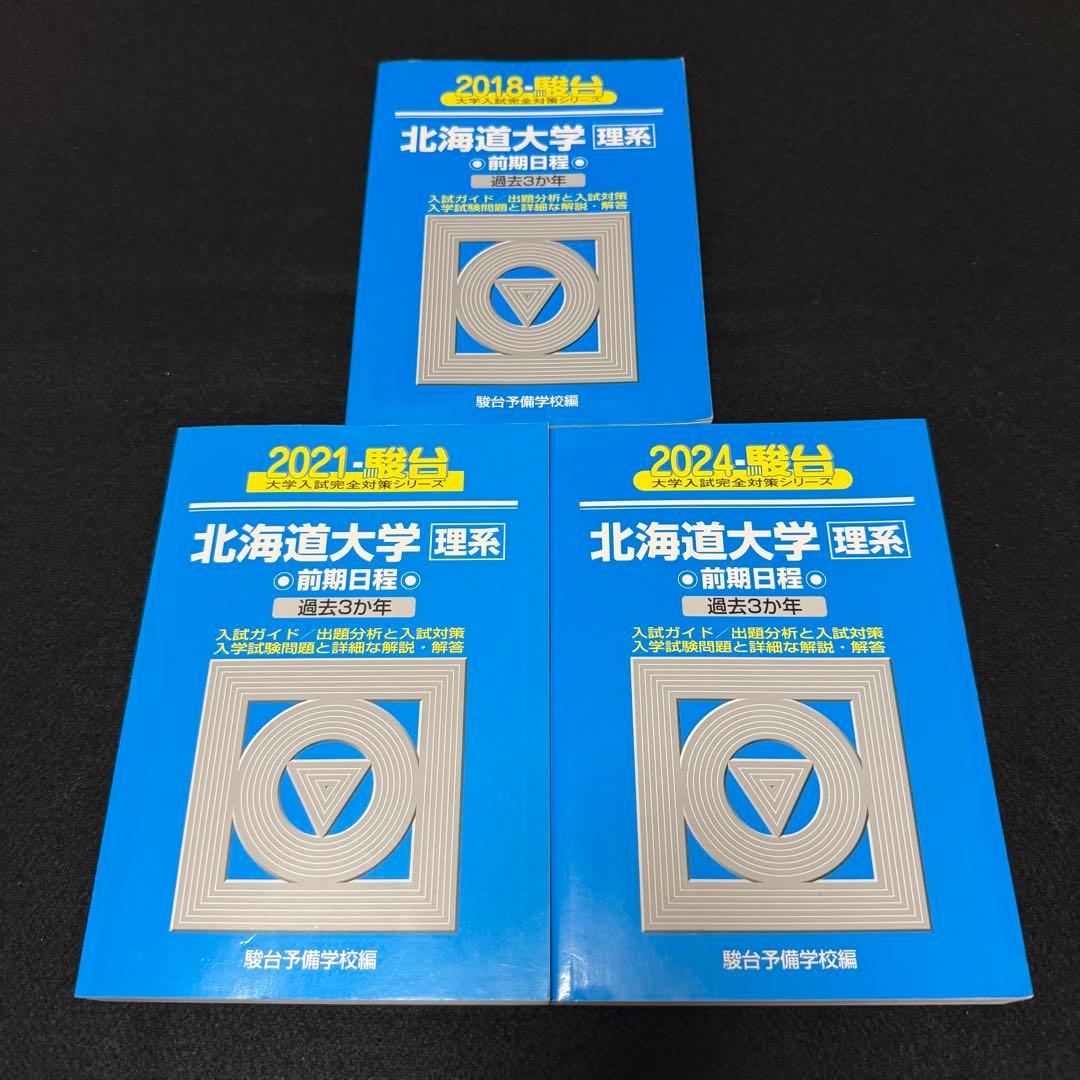 2018-駿台
大学入試完全対策シリーズ
北海道大学 理系
前期日程
過去3か年
入試ガイド／出題分析と入試対策
入学試験問題と詳細な解説・解答
駿台予備学校編
2021-駿台
大学入試完全対策シリーズ
北海道大学 理系
前期日程
過去3か年
入試ガイド／出題分析と入試対策
入学試験問題と詳細な解説・解答
駿台予備学校編
2024-駿台
大学入試完全対策シリーズ
北海道大学 理系
前期日程
過去3か年
入試ガイド／出題分析と入試対策
入学試験問題と詳細な解説・解答
駿台予備学校編